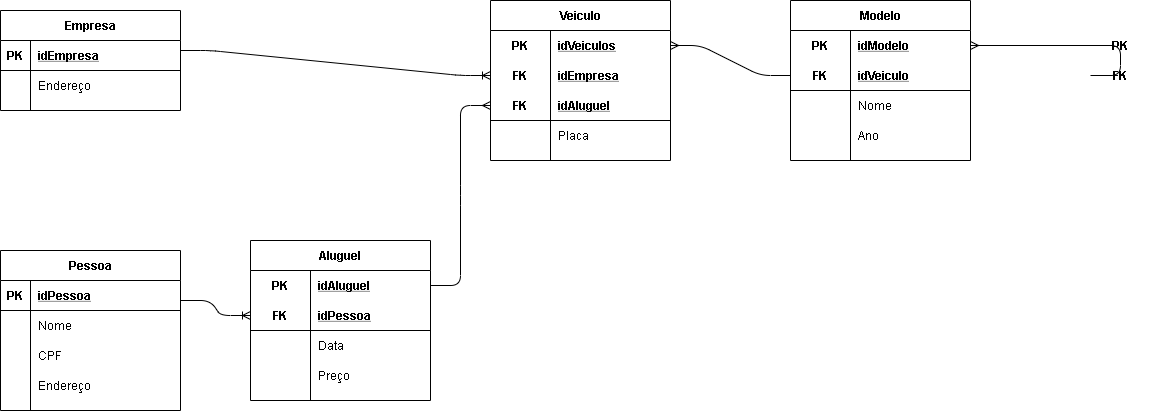 Empresa
PK idEmpresa
Endereço
Veiculo
PK idVeiculos
FK idEmpresa
FK idAluguel
Placa
Modelo
PK idModelo
FK idVeiculo
Nome
Ano
PK
FK
Pessoa
PK idPessoa
Nome
CPF
Endereço
Aluguel
PK idAluguel
FK idPessoa
Data
Preço